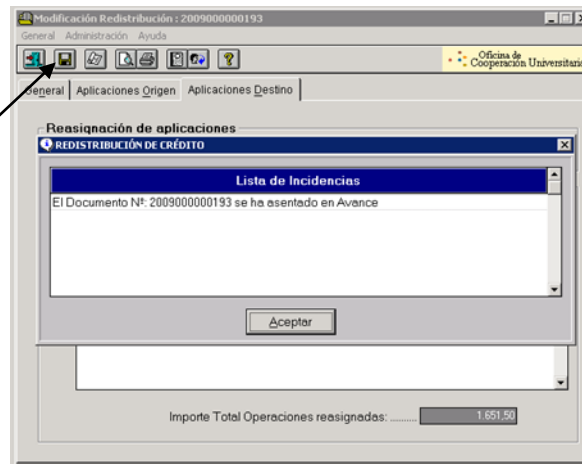 Modificación Redistribución : 2009000000193
General Administración Ayuda
Oficina de
Cooperación Universitaria
General Aplicaciones Origen Aplicaciones Destino
Reasignación de aplicaciones
REDISTRIBUCIÓN DE CRÉDITO
Lista de Incidencias
El Documento Nº: 2009000000193 se ha asentado en Avance
Aceptar
Importe Total Operaciones reasignadas: ......... 1.651,50